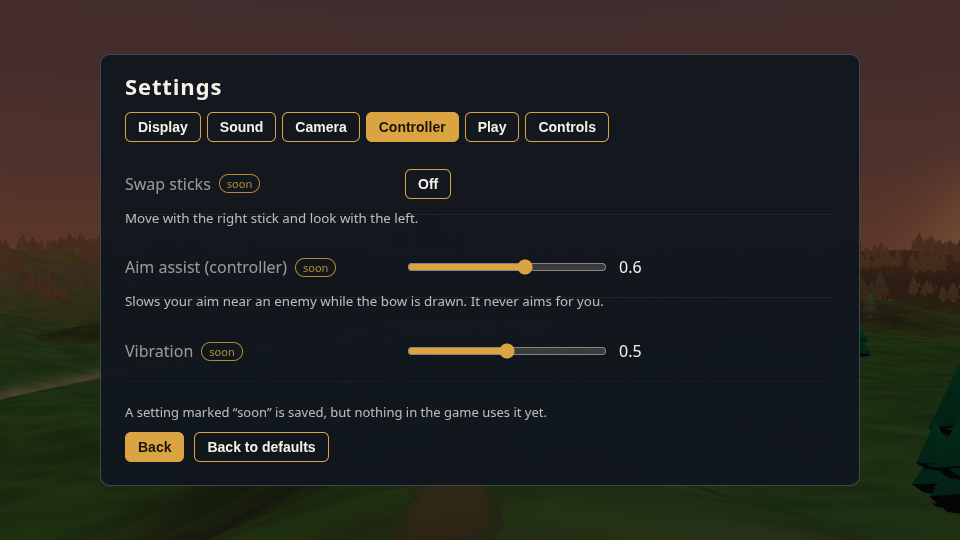 Settings
Display Sound Camera Controller Play Controls
Swap sticks soon Off
Move with the right stick and look with the left.
Aim assist (controller) soon 0.6
Slows your aim near an enemy while the bow is drawn. It never aims for you.
Vibration soon 0.5
A setting marked “soon” is saved, but nothing in the game uses it yet.
Back Back to defaults